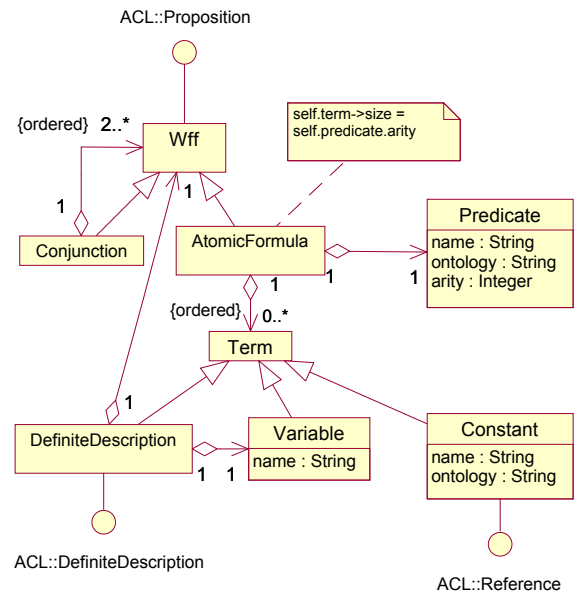 ACL::Proposition
self.term->size =
self.predicate.arity
{ordered} 2..*
Wff
1
1
Conjunction
AtomicFormula
Predicate
name : String
ontology : String
arity : Integer
1
1
1
{ordered}
0..*
Term
1
DefiniteDescription
Variable
name : String
1
1
Constant
name : String
ontology : String
ACL::DefiniteDescription
ACL::Reference